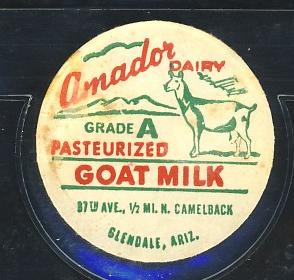 Amador
DAIRY
GRADE A
PASTEURIZED
GOAT MILK
87TH AVE., 1/2 MI. N. CAMELBACK
GLENDALE, ARIZ.